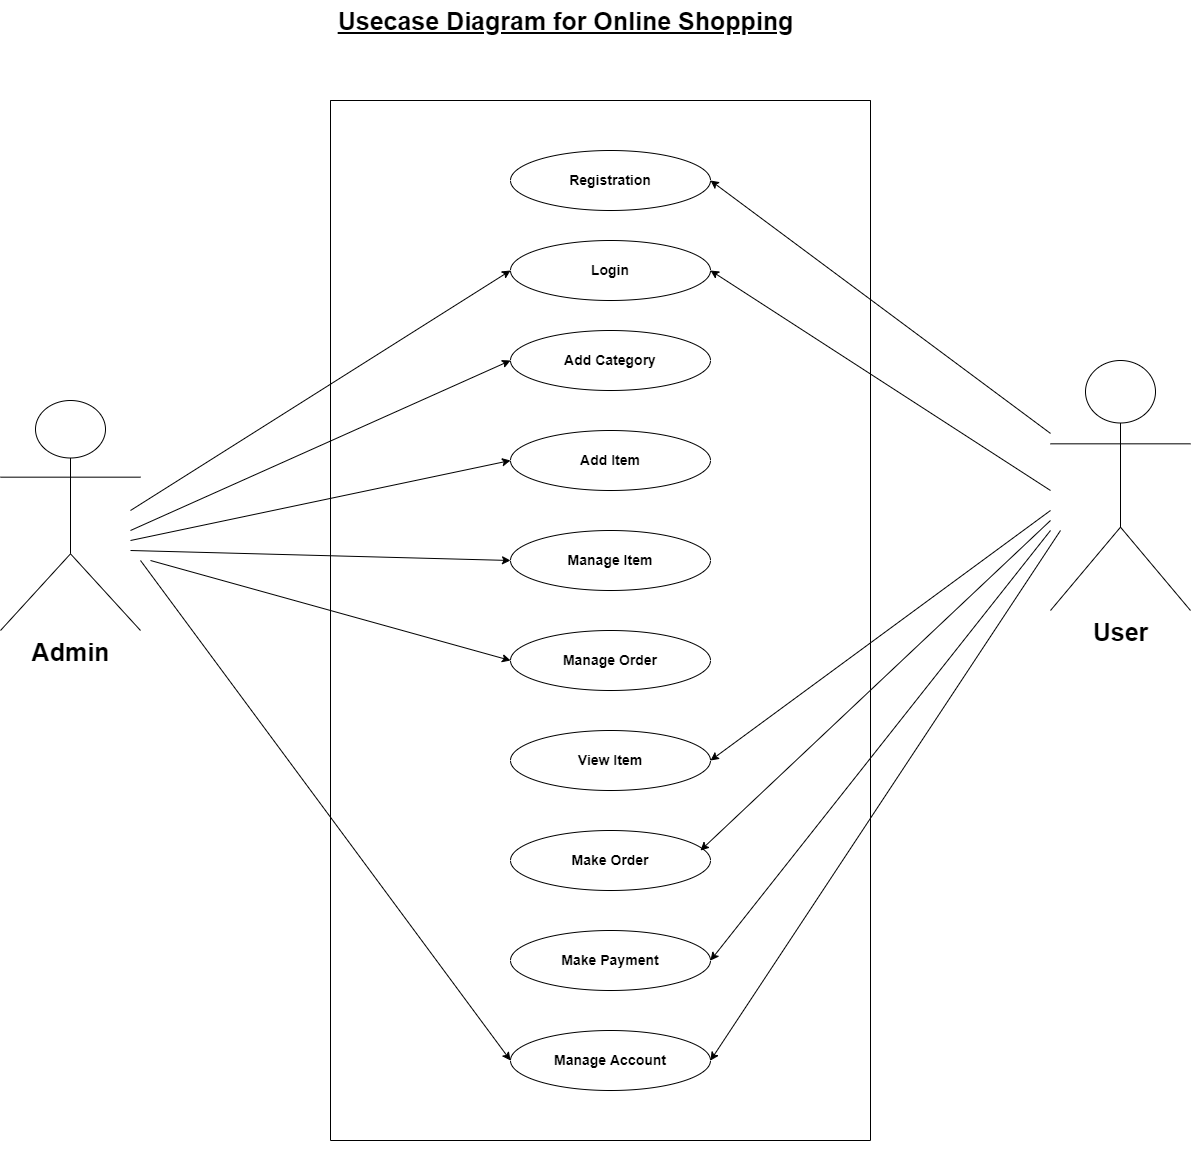 Usecase Diagram for Online Shopping
Registration
Login
Add Category
Add Item
Manage Item
Manage Order
View Item
Make Order
Make Payment
Manage Account
Admin
User